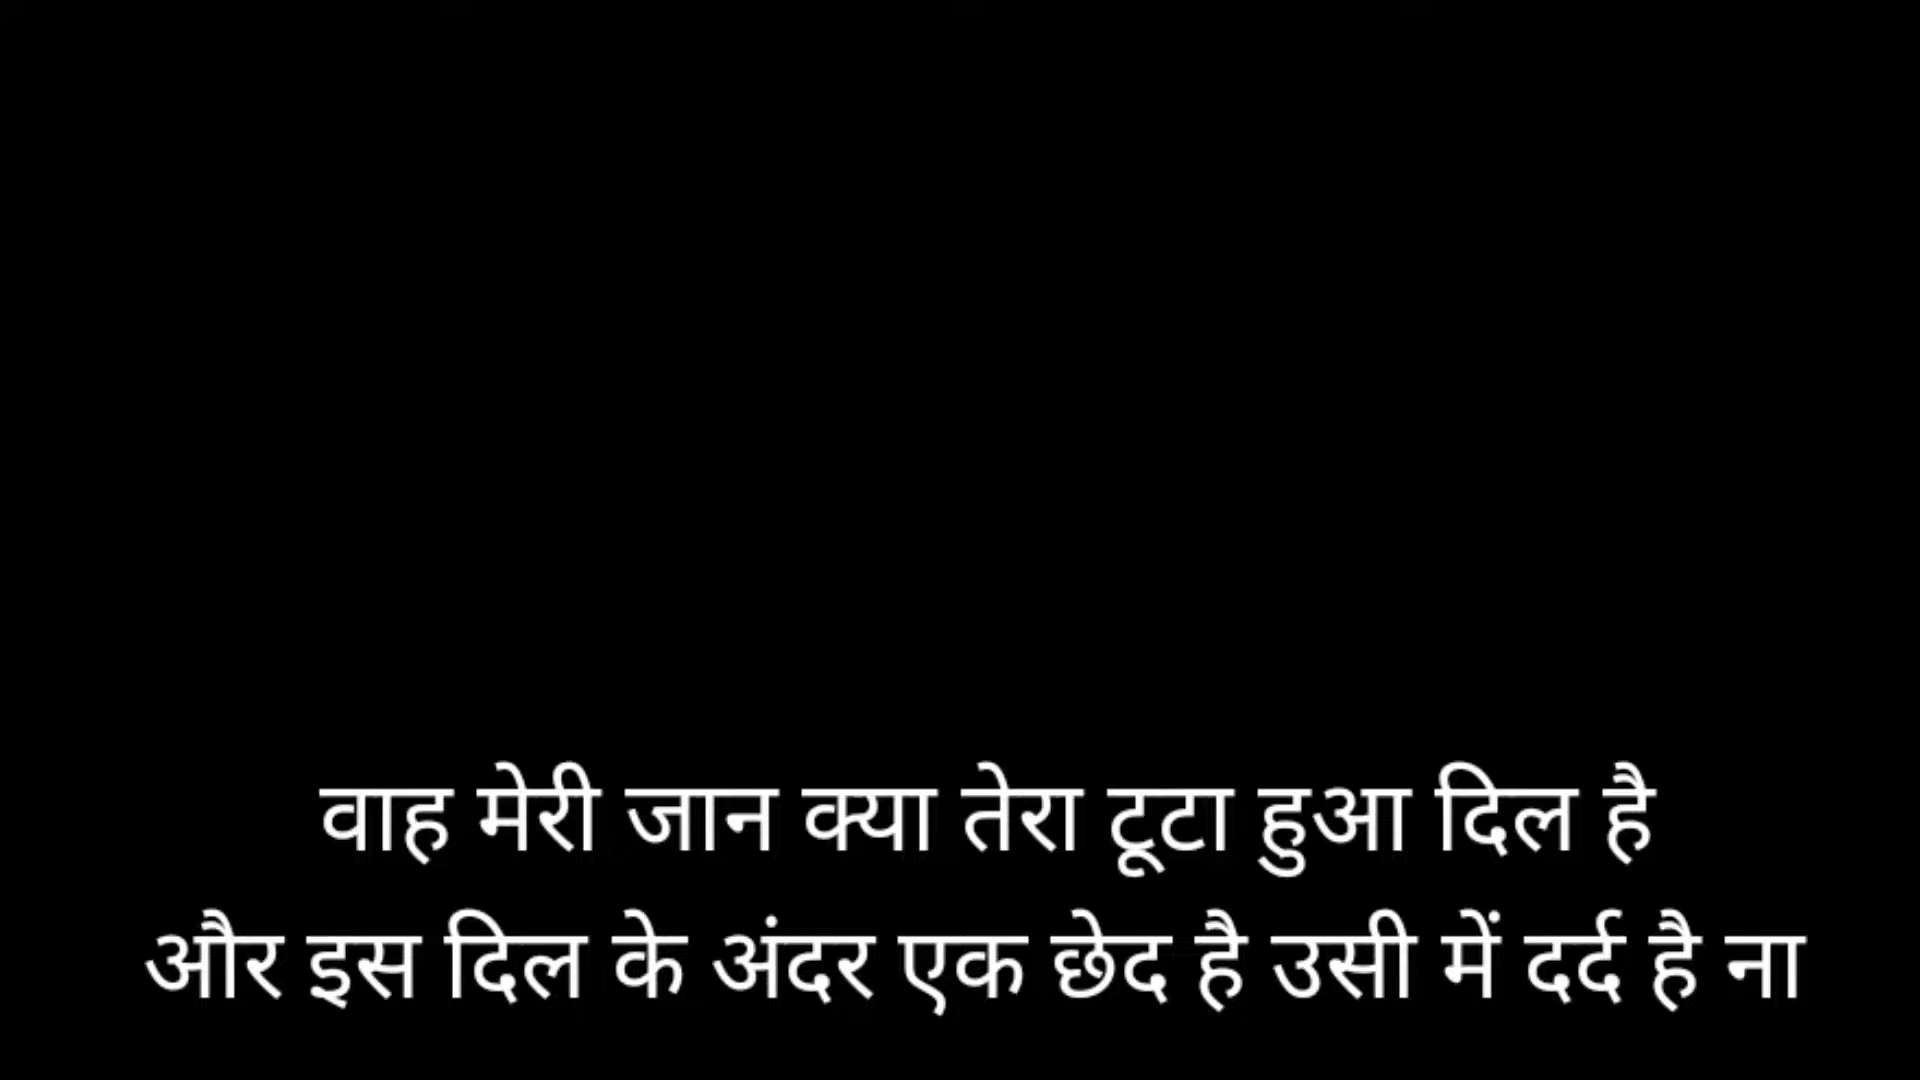 वाह मेरी जान क्या तेरा टूटा हुआ दिल है
और इस दिल के अंदर एक छेद है उसी में दर्द है ना